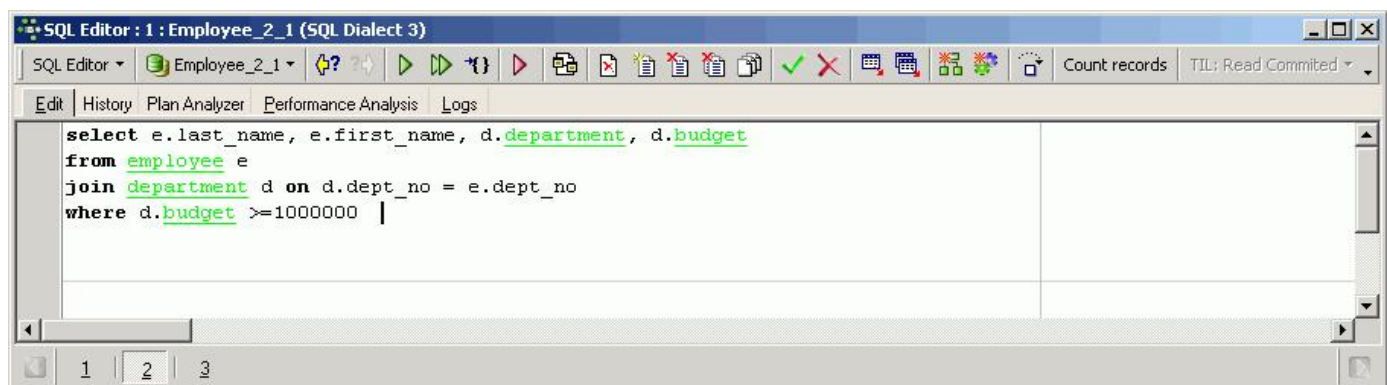 SQL Editor : 1 : Employee_2_1 (SQL Dialect 3)
SQL Editor Employee_2_1 Count records TIL: Read Commited
Edit History Plan Analyzer Performance Analysis Logs
select e.last_name, e.first_name, d.department, d.budget
from employee e
join department d on d.dept_no = e.dept_no
where d.budget >=1000000
1 2 3